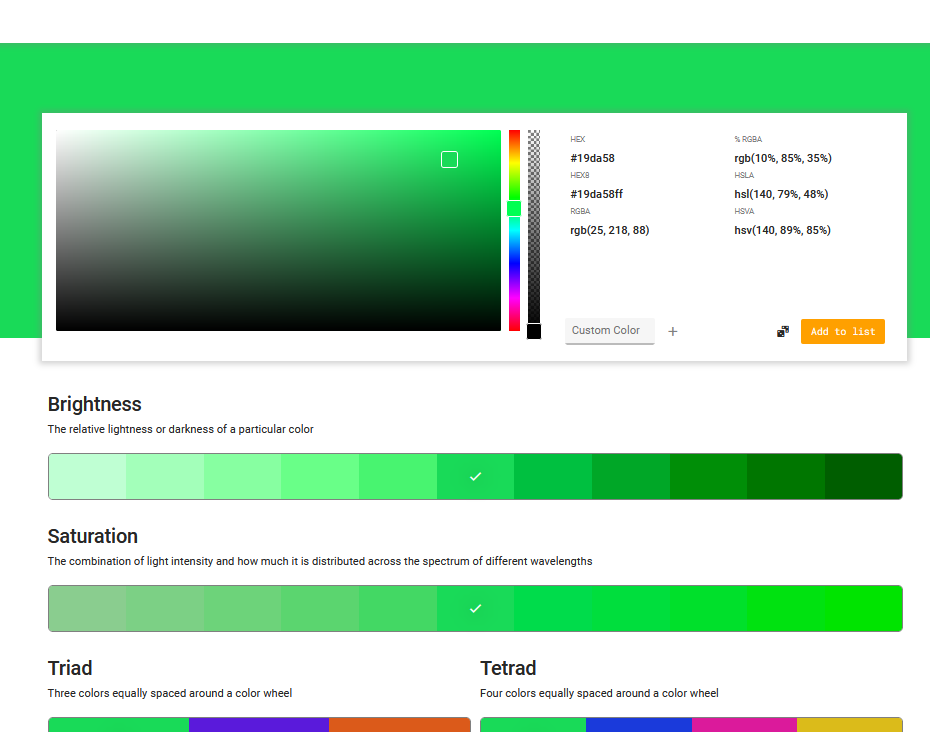 HEX
#19da58
HEX8
#19da58ff
RGBA
rgb(25, 218, 88)
% RGBA
rgb(10%, 85%, 35%)
HSLA
hsl(140, 79%, 48%)
HSVA
hsv(140, 89%, 85%)
Custom Color +
Add to list
Brightness
The relative lightness or darkness of a particular color
Saturation
The combination of light intensity and how much it is distributed across the spectrum of different wavelengths
Triad
Three colors equally spaced around a color wheel
Tetrad
Four colors equally spaced around a color wheel